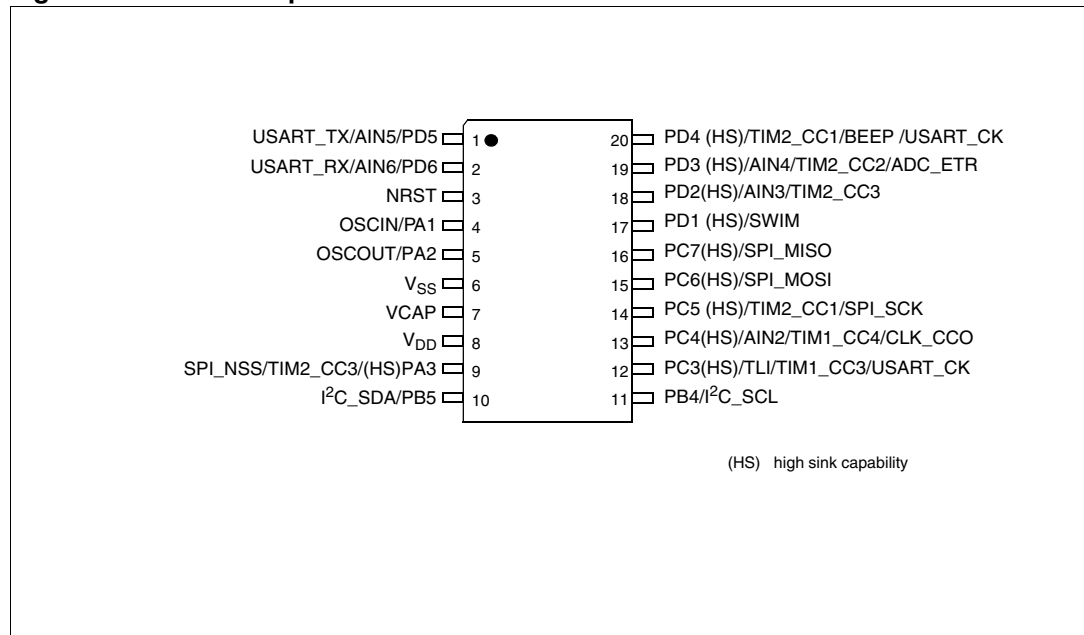 USART_TX/AIN5/PD5 1 20 PD4 (HS)/TIM2_CC1/BEEP /USART_CK
USART_RX/AIN6/PD6 2 19 PD3 (HS)/AIN4/TIM2_CC2/ADC_ETR
NRST 3 18 PD2(HS)/AIN3/TIM2_CC3
OSCIN/PA1 4 17 PD1 (HS)/SWIM
OSCOUT/PA2 5 16 PC7(HS)/SPI_MISO
VSS 6 15 PC6(HS)/SPI_MOSI
VCAP 7 14 PC5 (HS)/TIM2_CC1/SPI_SCK
VDD 8 13 PC4(HS)/AIN2/TIM1_CC4/CLK_CCO
SPI_NSS/TIM2_CC3/(HS)PA3 9 12 PC3(HS)/TLI/TIM1_CC3/USART_CK
I²C_SDA/PB5 10 11 PB4/I²C_SCL
(HS) high sink capability